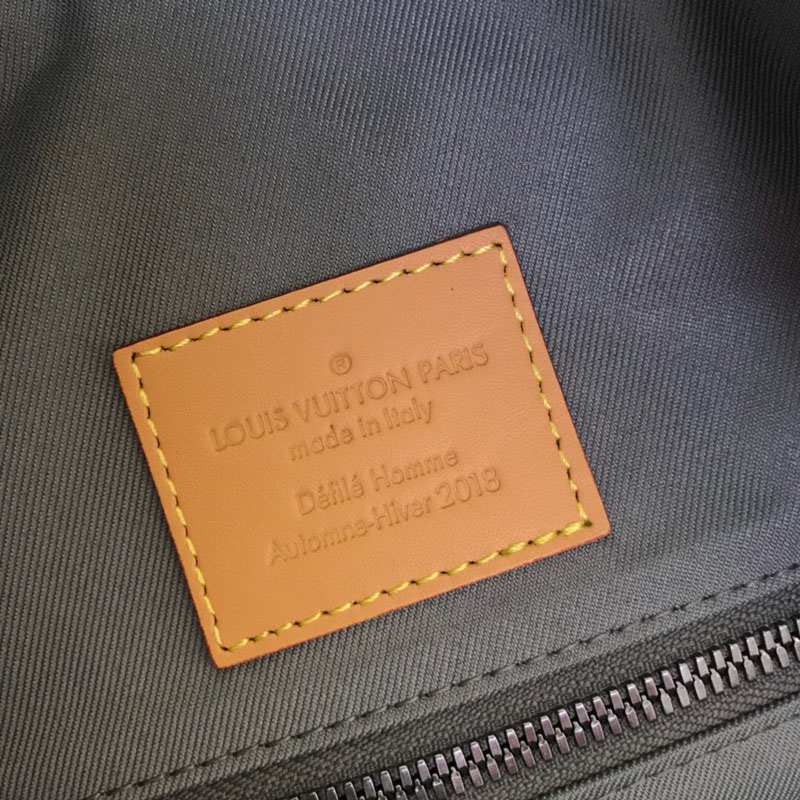 ®
LOUIS VUITTON PARIS
made in Italy
Défilé Homme
Automne-Hiver 2018